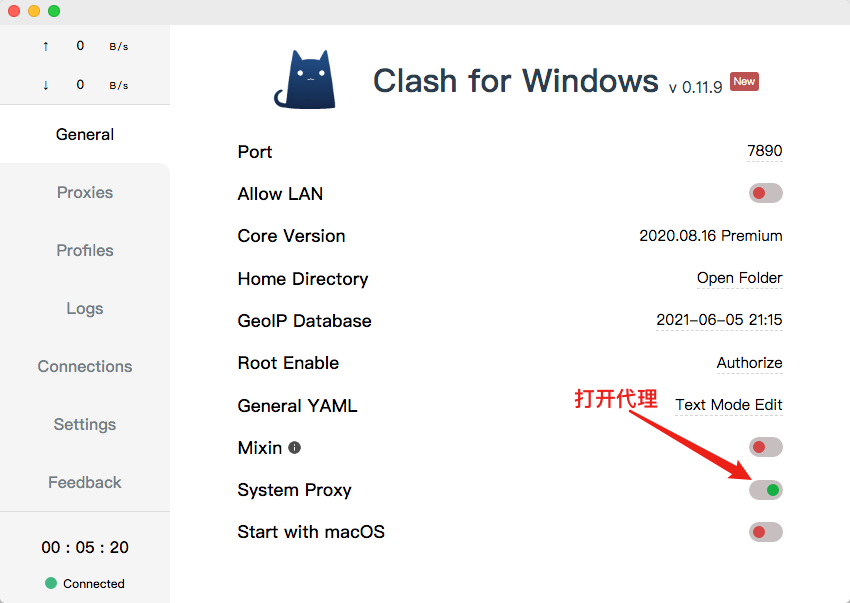 ↑ 0 B/s
↓ 0 B/s
General
Proxies
Profiles
Logs
Connections
Settings
Feedback
00 : 05 : 20
Connected
Clash for Windows v 0.11.9 New
Port 7890
Allow LAN
Core Version 2020.08.16 Premium
Home Directory Open Folder
GeoIP Database 2021-06-05 21:15
Root Enable Authorize
打开代理
General YAML Text Mode Edit
Mixin
System Proxy
Start with macOS